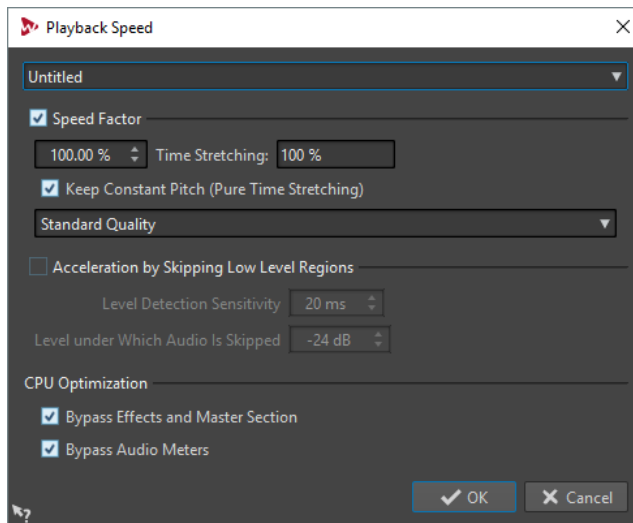 Playback Speed
Untitled
Speed Factor
100.00 % Time Stretching: 100 %
Keep Constant Pitch (Pure Time Stretching)
Standard Quality
Acceleration by Skipping Low Level Regions
Level Detection Sensitivity 20 ms
Level under Which Audio Is Skipped -24 dB
CPU Optimization
Bypass Effects and Master Section
Bypass Audio Meters
OK Cancel